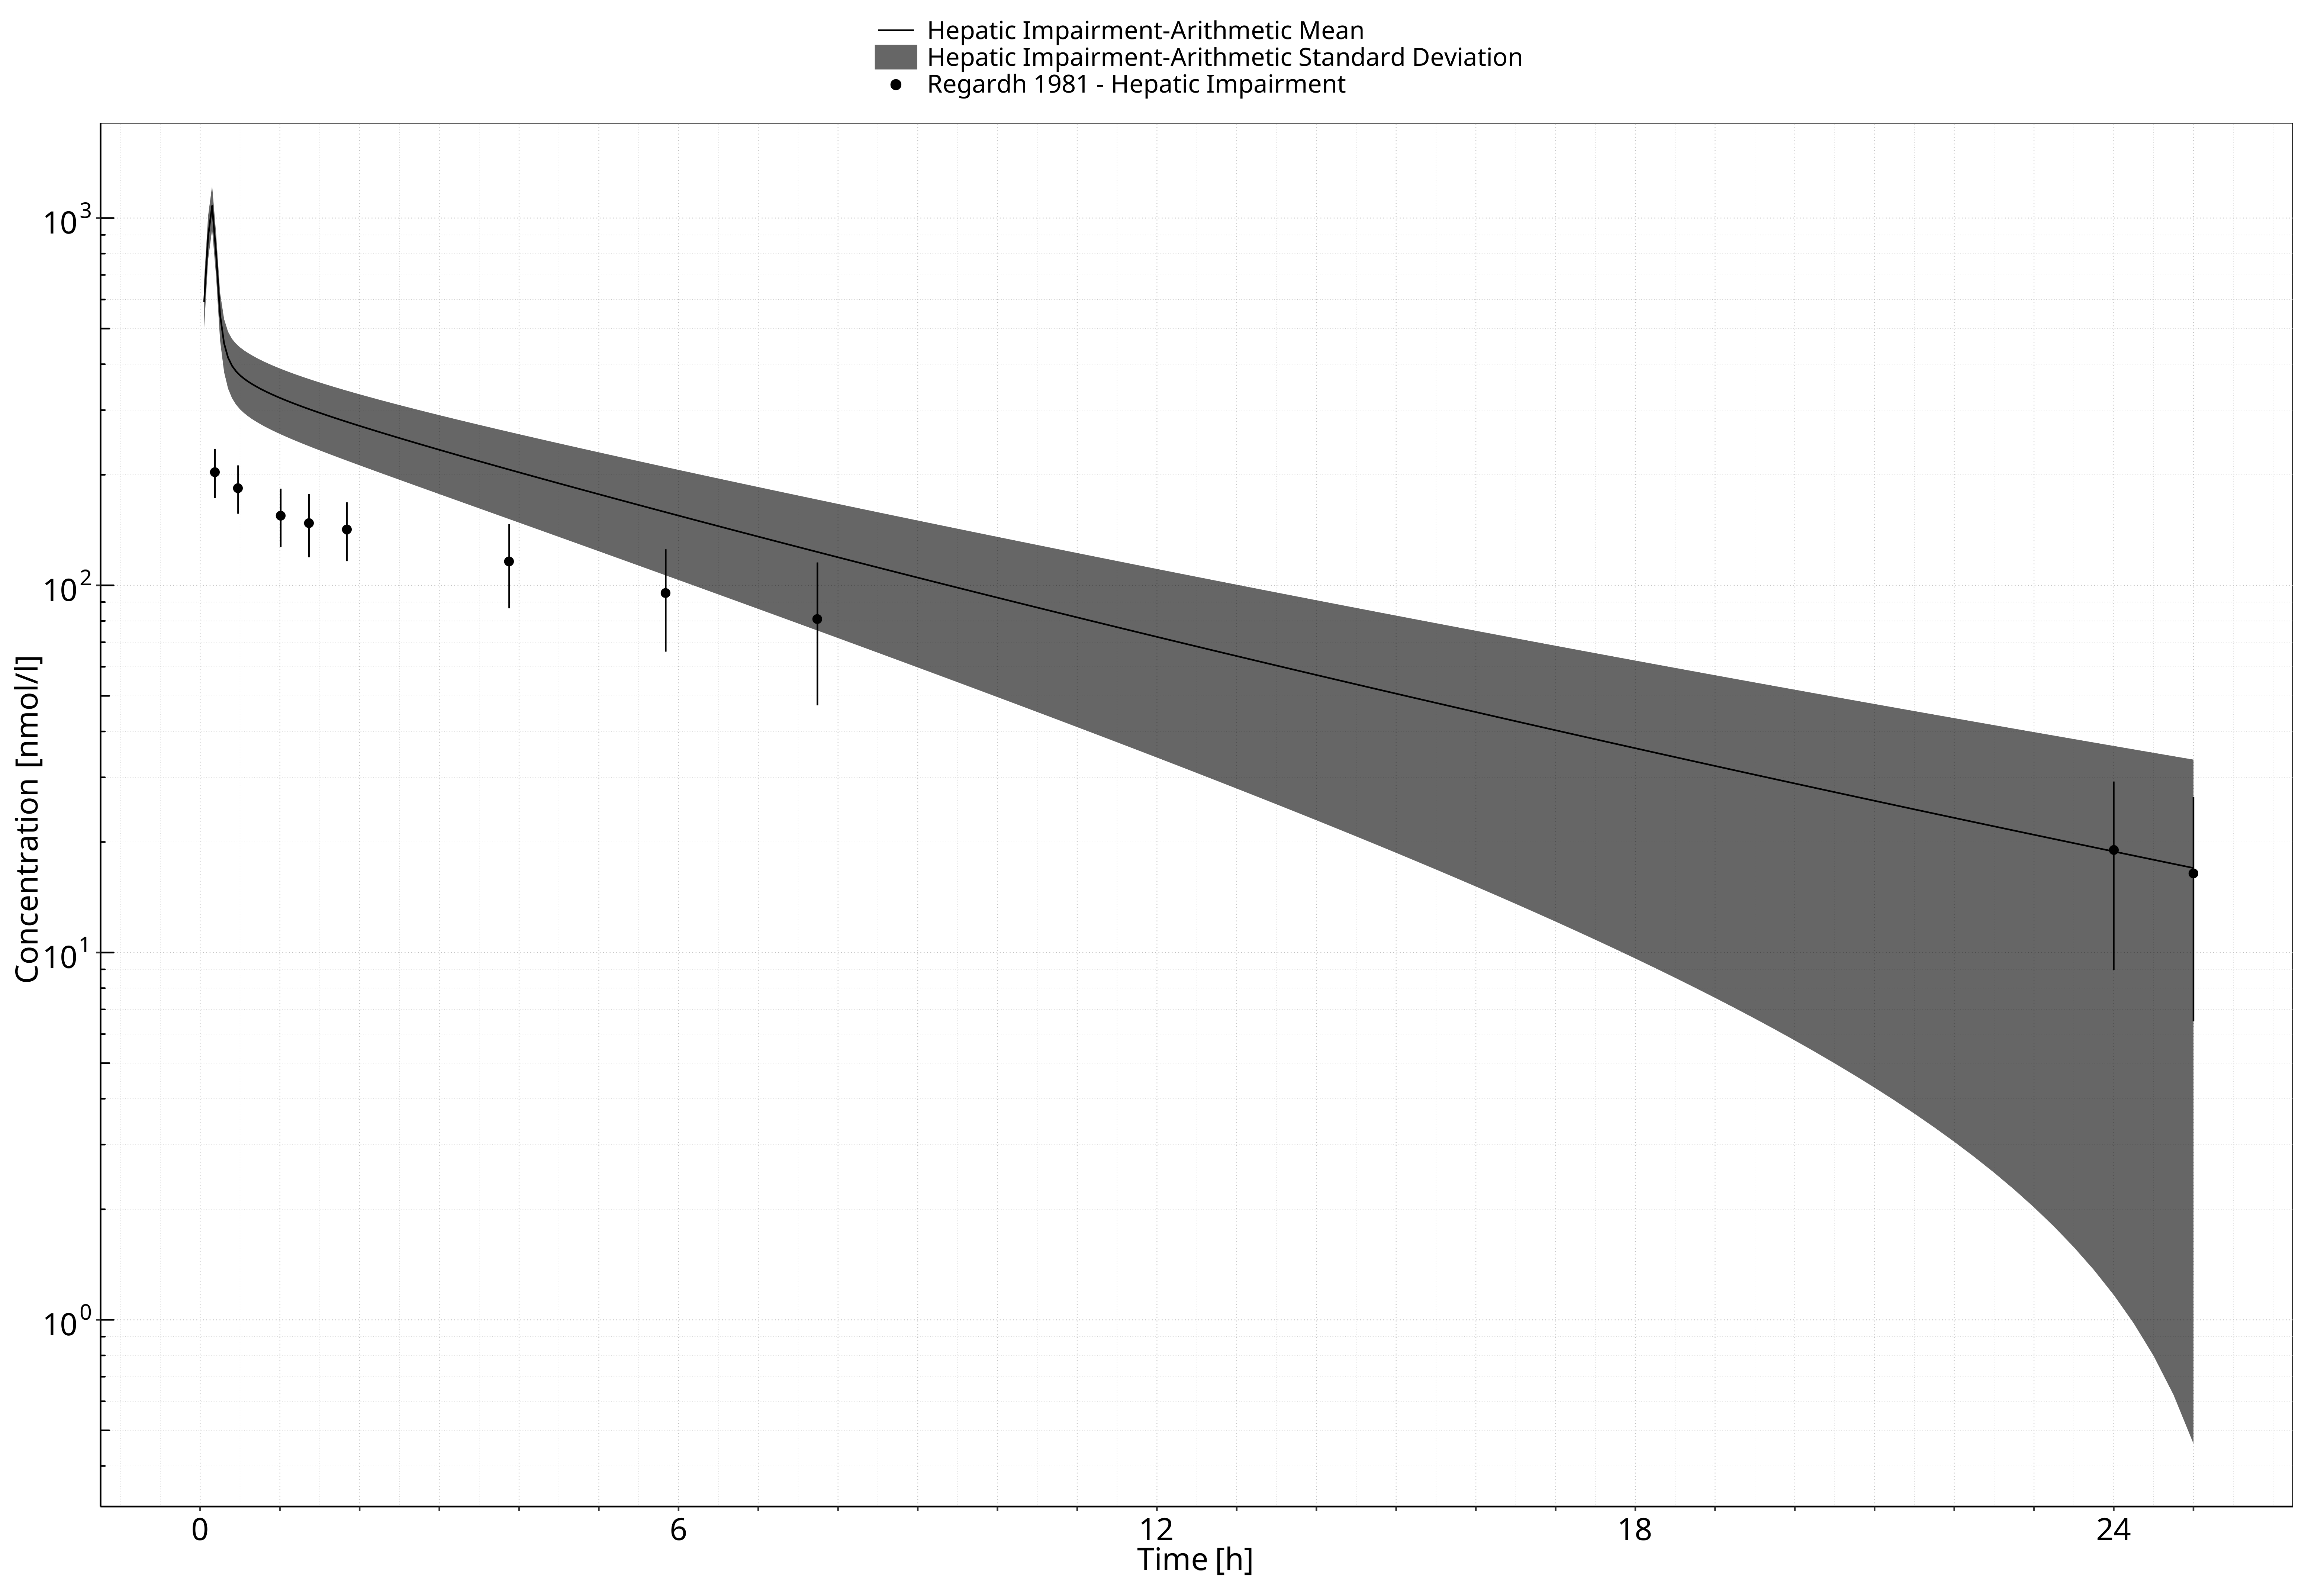 Hepatic Impairment-Arithmetic Mean
Hepatic Impairment-Arithmetic Standard Deviation
Regardh 1981 - Hepatic Impairment
Concentration [nmol/l]
10³
10²
10¹
10⁰
0 6 12 18 24
Time [h]